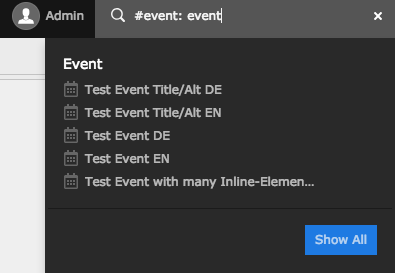 Admin
#event: event
Event
Test Event Title/Alt DE
Test Event Title/Alt EN
Test Event DE
Test Event EN
Test Event with many Inline-Elemen...
Show All